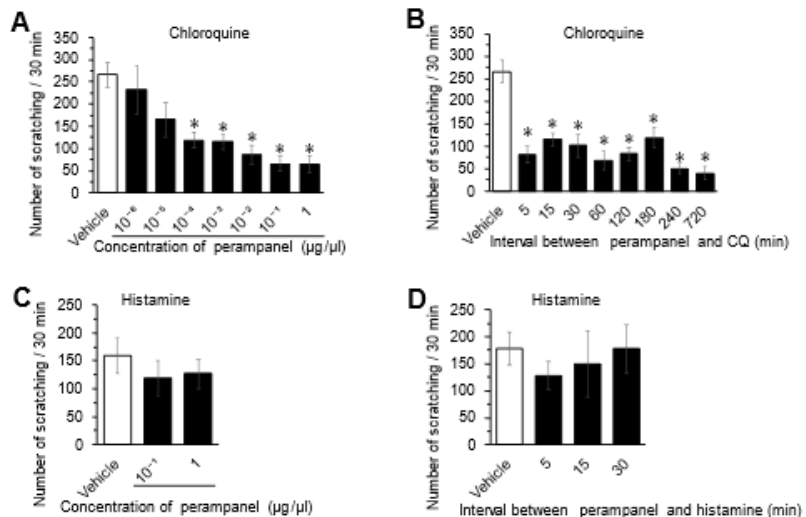 A
Chloroquine
Number of scratching / 30 min
350
300
250
200
150
100
50
0
* * * * *
Vehicle 10⁻⁶ 10⁻⁵ 10⁻⁴ 10⁻³ 10⁻² 10⁻¹ 1
Concentration of perampanel (µg/µl)
B
Chloroquine
Number of scratching / 30 min
350
300
250
200
150
100
50
0
* * * * * * * *
Vehicle 5 15 30 60 120 180 240 720
Interval between perampanel and CQ (min)
C
Histamine
Number of scratching / 30 min
250
200
150
100
50
0
Vehicle 10⁻¹ 1
Concentration of perampanel (µg/µl)
D
Histamine
Number of scratching / 30 min
250
200
150
100
50
0
Vehicle 5 15 30
Interval between perampanel and histamine (min)